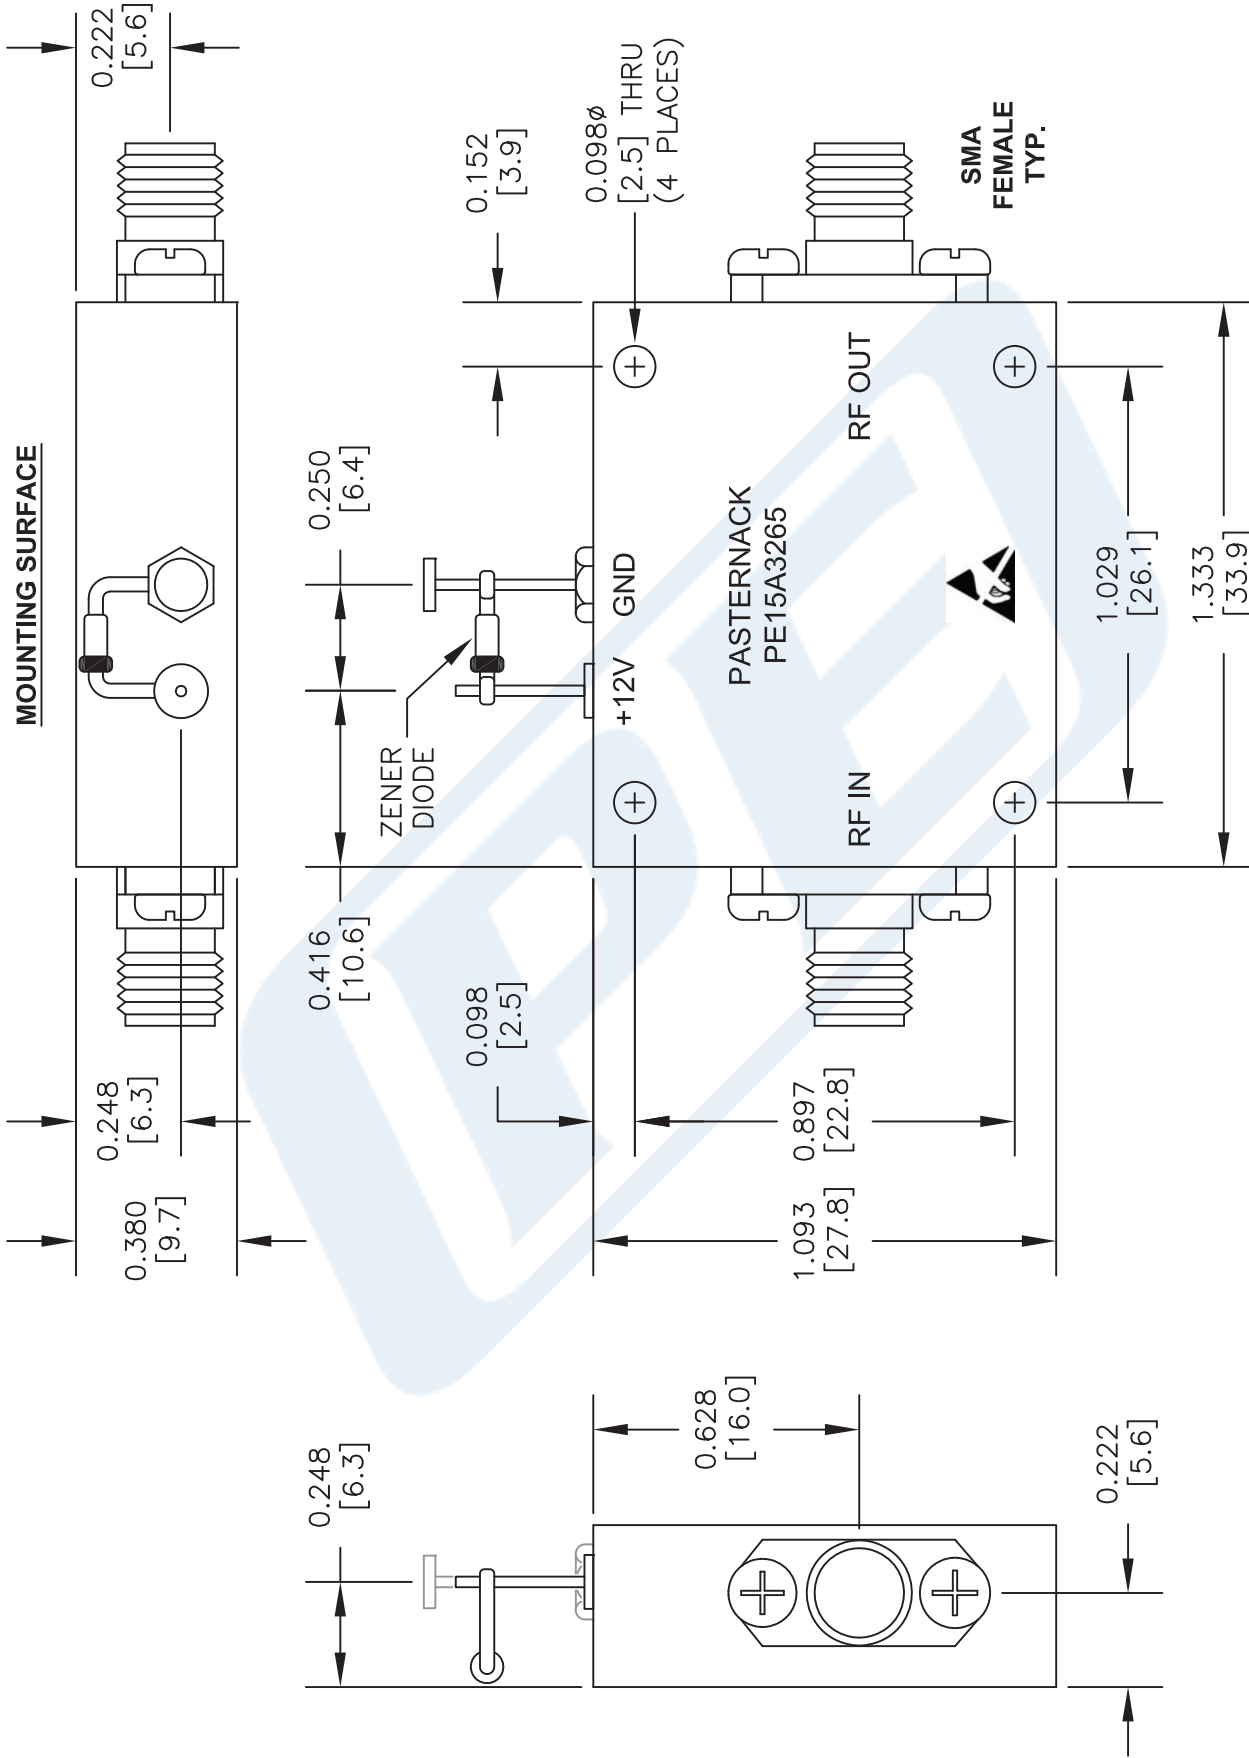 MOUNTING SURFACE
0.222
[5.6]
0.248
[6.3]
0.380
[9.7]
0.250
[6.4]
0.416
[10.6]
0.152
[3.9]
0.098ø
[2.5] THRU
(4 PLACES)
ZENER
DIODE
0.098
[2.5]
+12V
GND
PASTERNACK
PE15A3265
RF IN
RF OUT
SMA
FEMALE
TYP.
0.897
[22.8]
1.093
[27.8]
1.029
[26.1]
1.333
[33.9]
0.248
[6.3]
0.628
[16.0]
0.222
[5.6]
PE